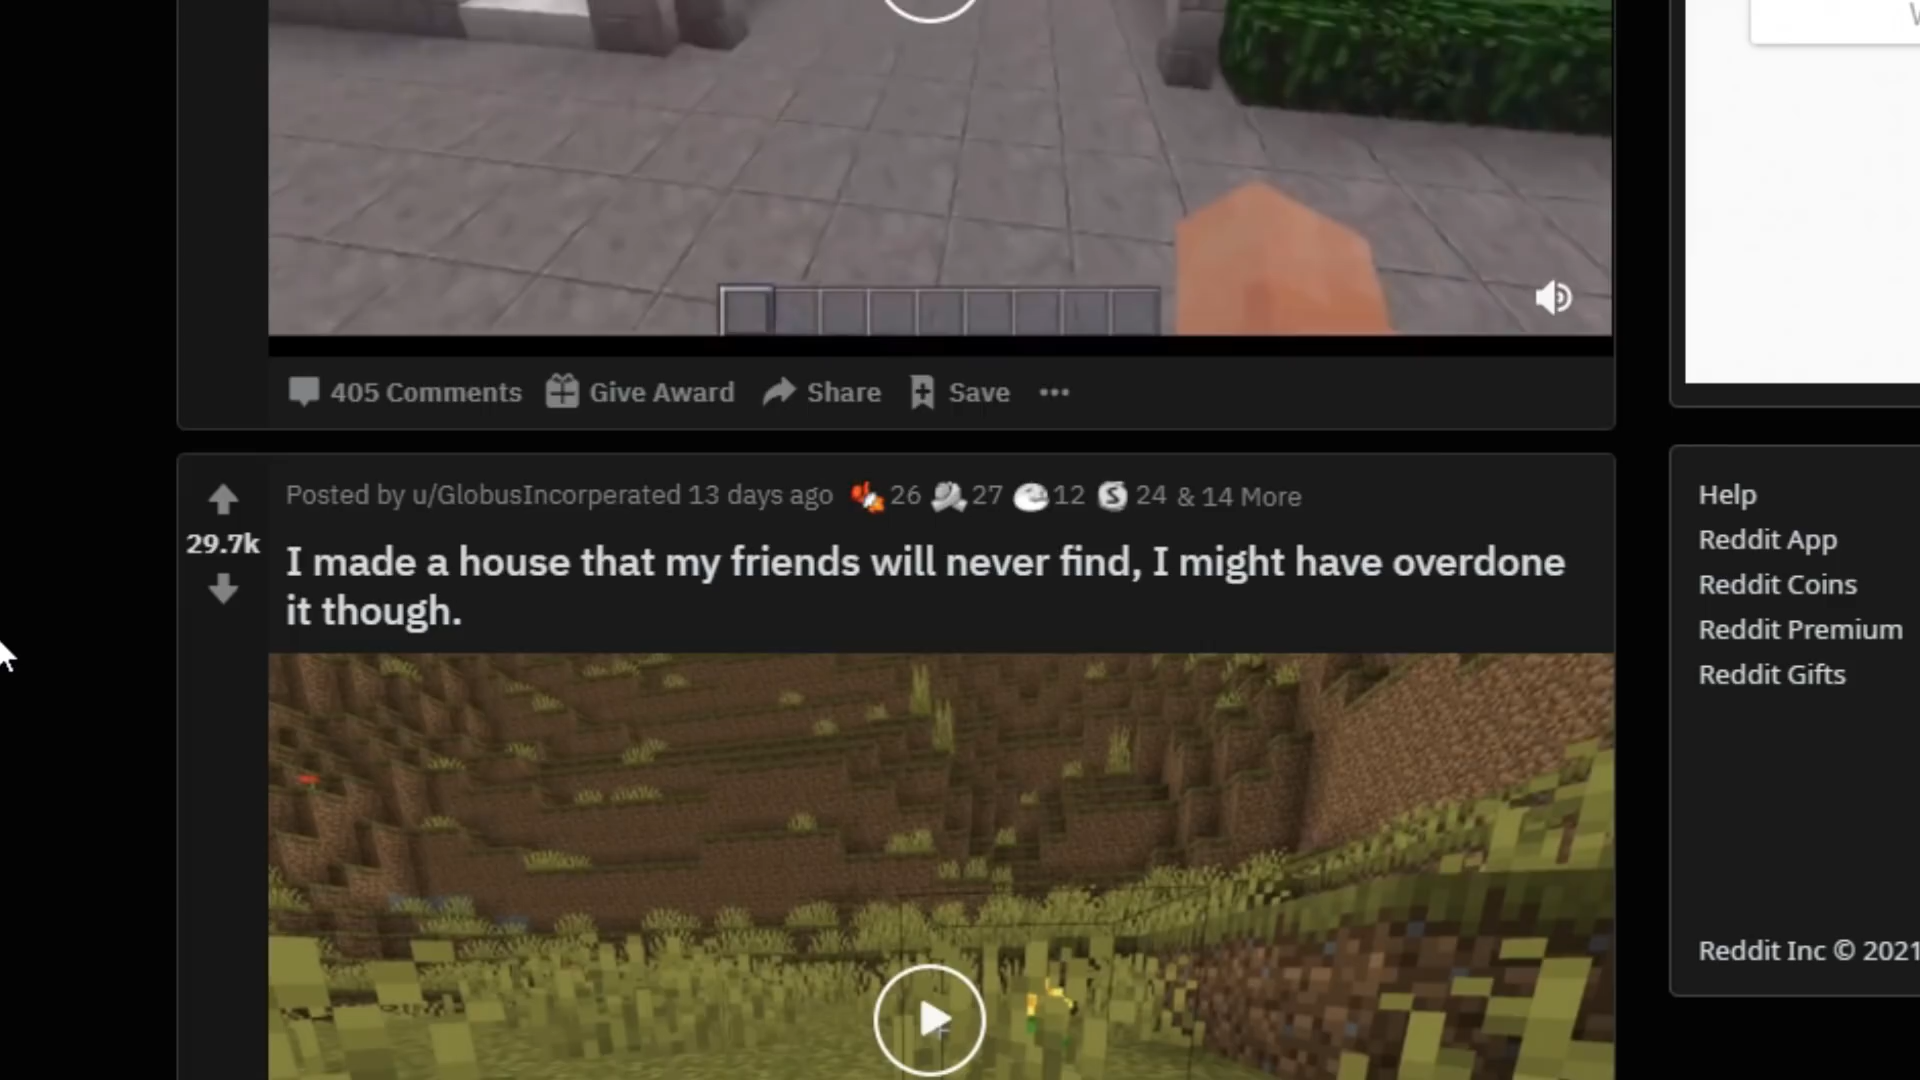 405 Comments Give Award Share Save
Posted by u/GlobusIncorperated 13 days ago 26 27 12 S 24 & 14 More
29.7k
I made a house that my friends will never find, I might have overdone
it though.
Help
Reddit App
Reddit Coins
Reddit Premium
Reddit Gifts
Reddit Inc © 2021